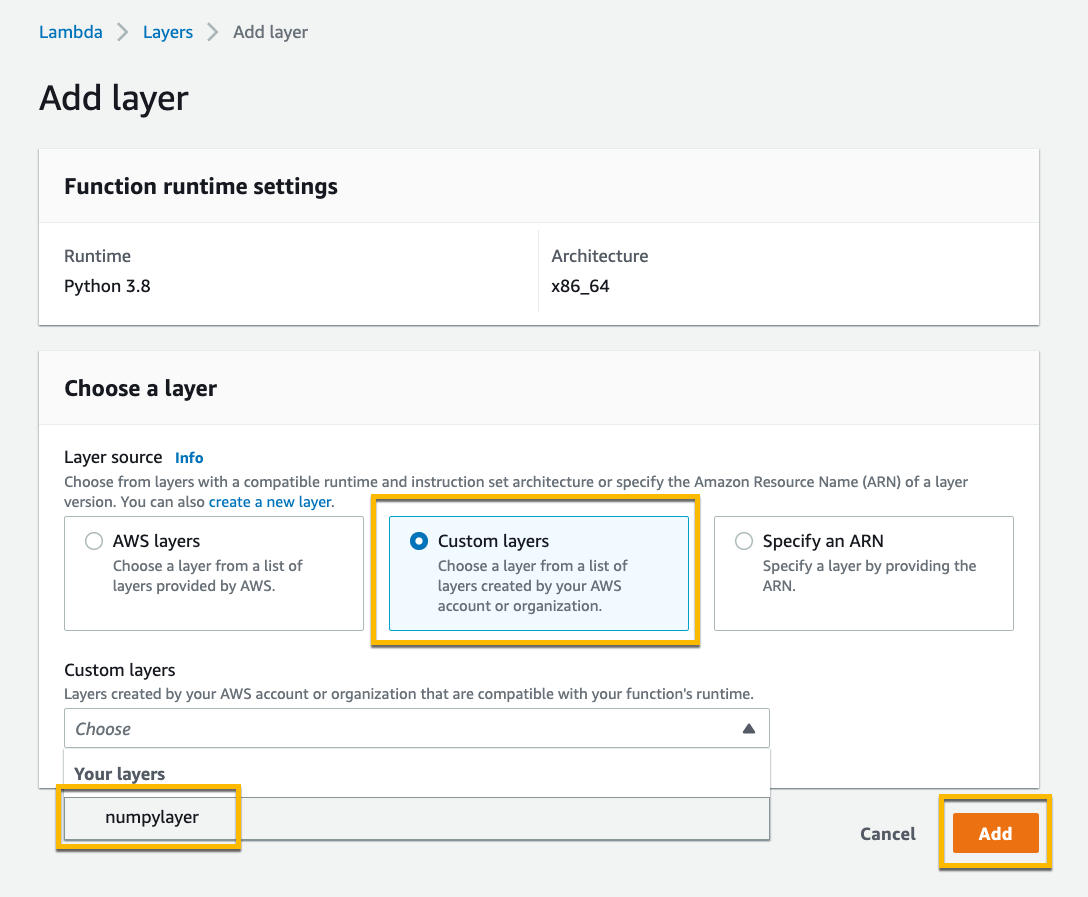 Lambda > Layers > Add layer
Add layer
Function runtime settings
Runtime
Python 3.8
Architecture
x86_64
Choose a layer
Layer source Info
Choose from layers with a compatible runtime and instruction set architecture or specify the Amazon Resource Name (ARN) of a layer
version. You can also create a new layer.
AWS layers
Choose a layer from a list of
layers provided by AWS.
Custom layers
Choose a layer from a list of
layers created by your AWS
account or organization.
Specify an ARN
Specify a layer by providing the
ARN.
Custom layers
Layers created by your AWS account or organization that are compatible with your function's runtime.
Choose
Your layers
numpylayer
Cancel
Add